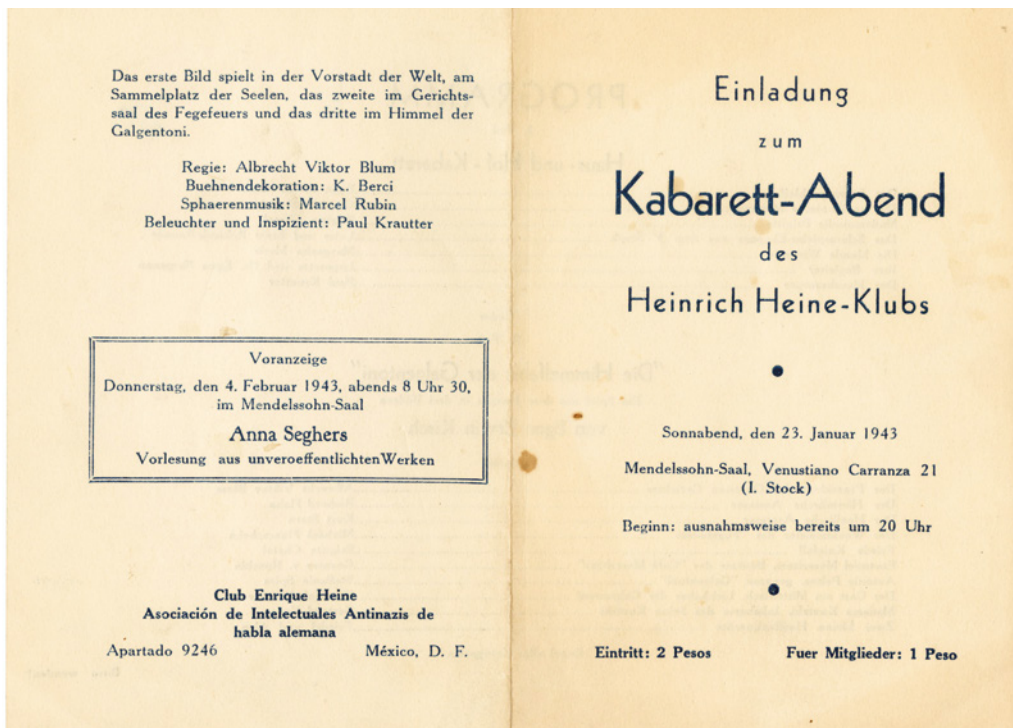 Das erste Bild spielt in der Vorstadt der Welt, am
Sammelplatz der Seelen, das zweite im Gerichts-
saal des Fegefeuers und das dritte im Himmel der
Galgentoni.
Regie: Albrecht Viktor Blum
Buehnendekoration: K. Berci
Sphaerenmusik: Marcel Rubin
Beleuchter und Inspizient: Paul Krautter
Voranzeige
Donnerstag, den 4. Februar 1943, abends 8 Uhr 30,
im Mendelssohn-Saal
Anna Seghers
Vorlesung aus unveroeffentlichten Werken
Club Enrique Heine
Asociación de Intelectuales Antinazis de
habla alemana
Apartado 9246 México, D. F.
Einladung
zum
Kabarett-Abend
des
Heinrich Heine-Klubs
Sonnabend, den 23. Januar 1943
Mendelssohn-Saal, Venustiano Carranza 21
(I. Stock)
Beginn: ausnahmsweise bereits um 20 Uhr
Eintritt: 2 Pesos Fuer Mitglieder: 1 Peso